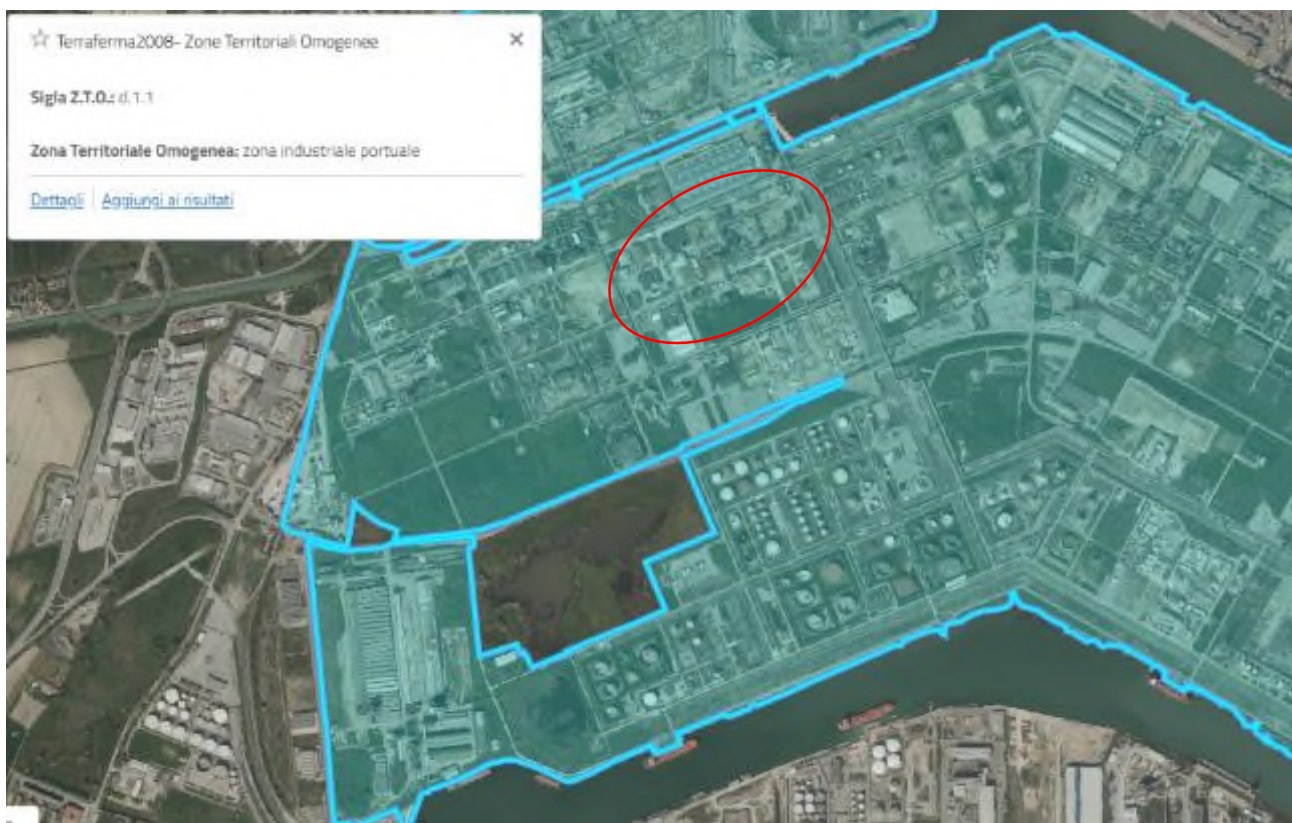 ☆ Terraferma2008- Zone Territoriali Omogenee ×
Sigla Z.T.O.: d.1.1
Zona Territoriale Omogenea: zona industriale portuale
Dettagli | Aggiungi ai risultati